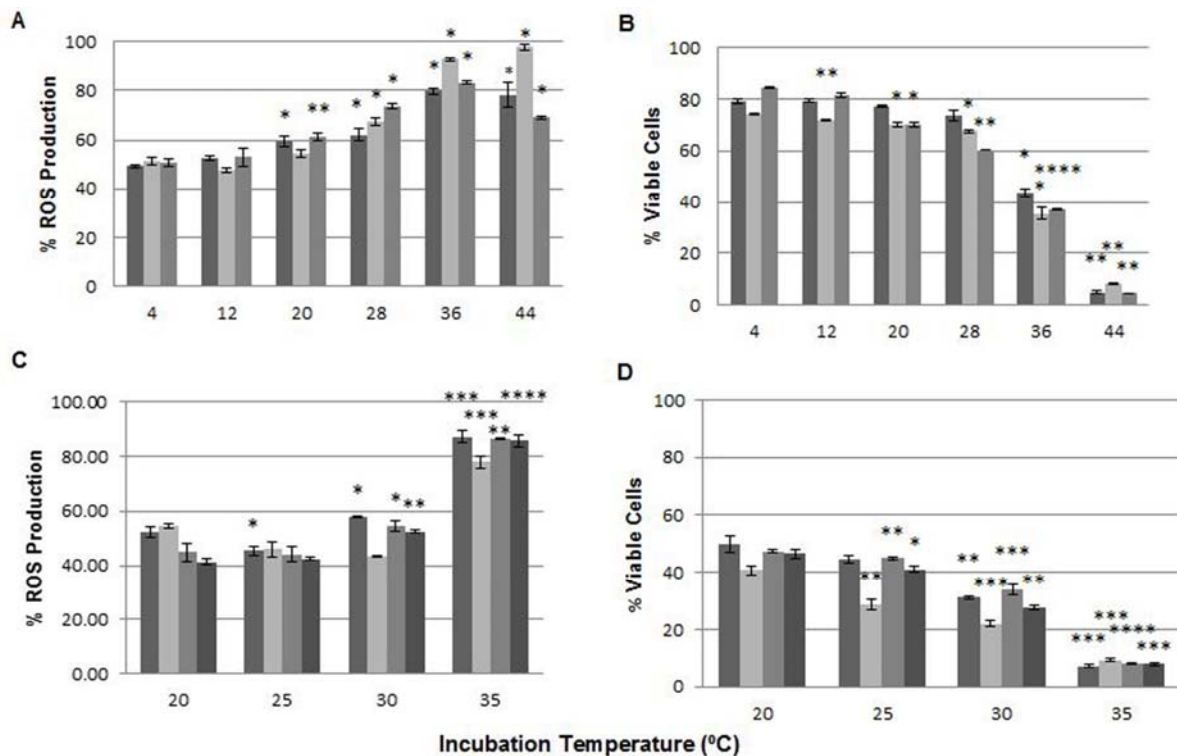 A
% ROS Production
100
80
60
40
20
0
* ** * * * * * * * * *
4 12 20 28 36 44
B
% Viable Cells
100
80
60
40
20
0
** ** * ** * **** * ** ** **
4 12 20 28 36 44
C
% ROS Production
100.00
80.00
60.00
40.00
20.00
0.00
* * * ** *** *** ** ****
20 25 30 35
D
% Viable Cells
100
80
60
40
20
0
** ** * ** *** *** ** *** *** **** ***
20 25 30 35
Incubation Temperature (ºC)